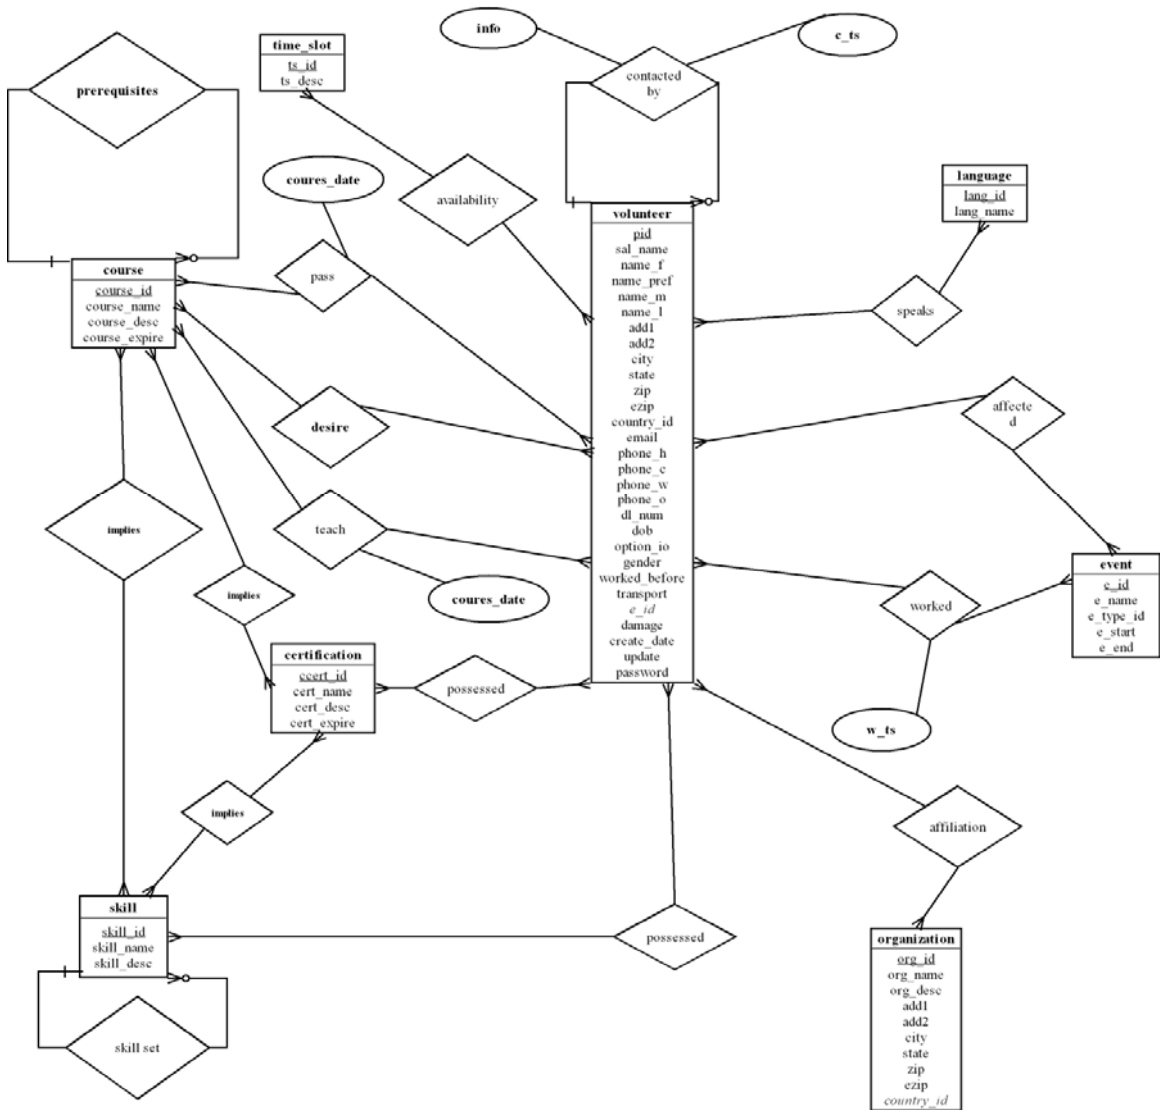 info
c_ts
time_slot
ts_id
ts_desc
contacted
by
prerequisites
coures_date
availability
language
lang_id
lang_name
volunteer
pid
sal_name
name_f
name_pref
name_m
name_l
add1
add2
city
state
zip
ezip
country_id
email
phone_h
phone_c
phone_w
phone_o
dl_num
dob
option_io
gender
worked_before
transport
e_id
damage
create_date
update
password
pass
speaks
course
course_id
course_name
course_desc
course_expire
desire
affecte
d
implies
teach
event
e_id
e_name
e_type_id
e_start
e_end
implies
coures_date
worked
certification
ccert_id
cert_name
cert_desc
cert_expire
possessed
w_ts
implies
affiliation
skill
skill_id
skill_name
skill_desc
possessed
organization
org_id
org_name
org_desc
add1
add2
city
state
zip
ezip
country_id
skill set